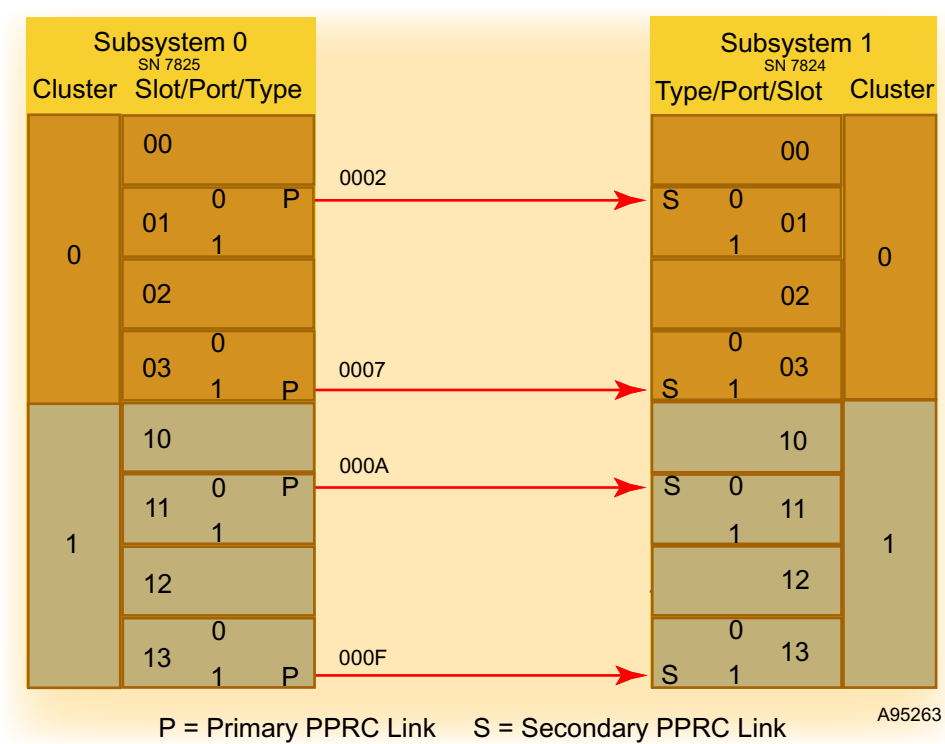 Subsystem 0
SN 7825
Cluster Slot/Port/Type
Subsystem 1
SN 7824
Type/Port/Slot Cluster
00
00
0002
0 P
S 0
01
01
1
1
0
0
02
02
0
0
03
03
0007
1 P
S 1
10
10
000A
0 P
S 0
11
11
1
1
1
1
12
12
0
0
13
13
000F
1 P
S 1
A95263
P = Primary PPRC Link S = Secondary PPRC Link